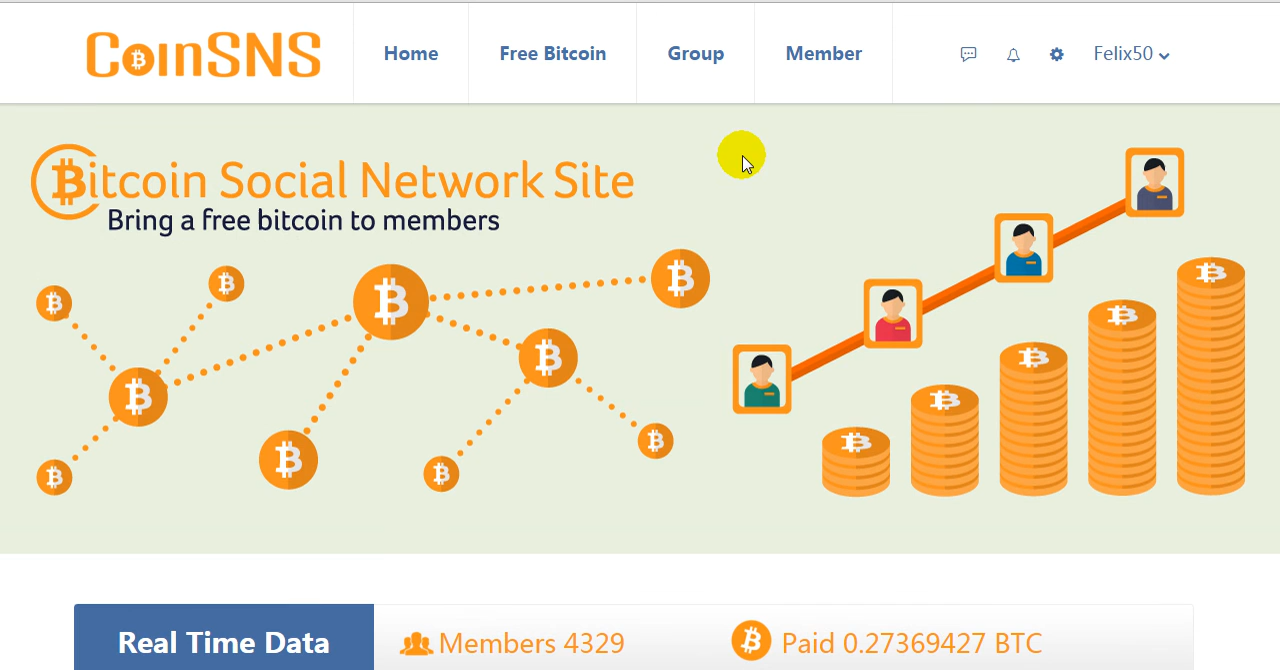 CoinSNS
Home
Free Bitcoin
Group
Member
Felix50
Bitcoin Social Network Site
Bring a free bitcoin to members
Real Time Data
Members 4329
Paid 0.27369427 BTC